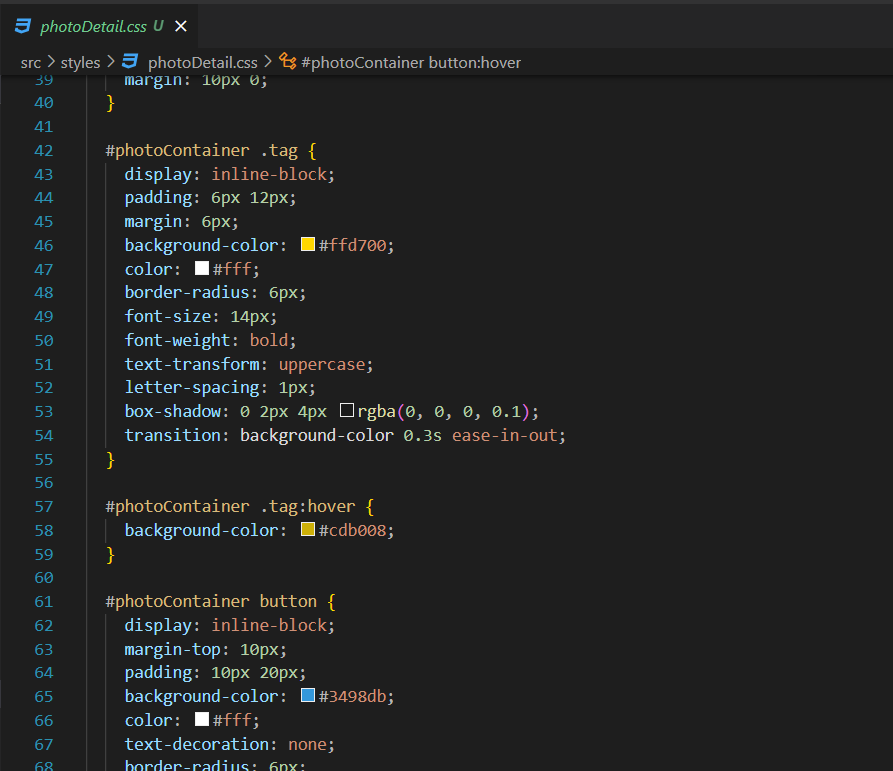 photoDetail.css U ×
src > styles > photoDetail.css > #photoContainer button:hover
39 margin: 10px 0;
40 }
41
42 #photoContainer .tag {
43 display: inline-block;
44 padding: 6px 12px;
45 margin: 6px;
46 background-color: #ffd700;
47 color: #fff;
48 border-radius: 6px;
49 font-size: 14px;
50 font-weight: bold;
51 text-transform: uppercase;
52 letter-spacing: 1px;
53 box-shadow: 0 2px 4px rgba(0, 0, 0, 0.1);
54 transition: background-color 0.3s ease-in-out;
55 }
56
57 #photoContainer .tag:hover {
58 background-color: #cdb008;
59 }
60
61 #photoContainer button {
62 display: inline-block;
63 margin-top: 10px;
64 padding: 10px 20px;
65 background-color: #3498db;
66 color: #fff;
67 text-decoration: none;
68 border-radius: 6px;